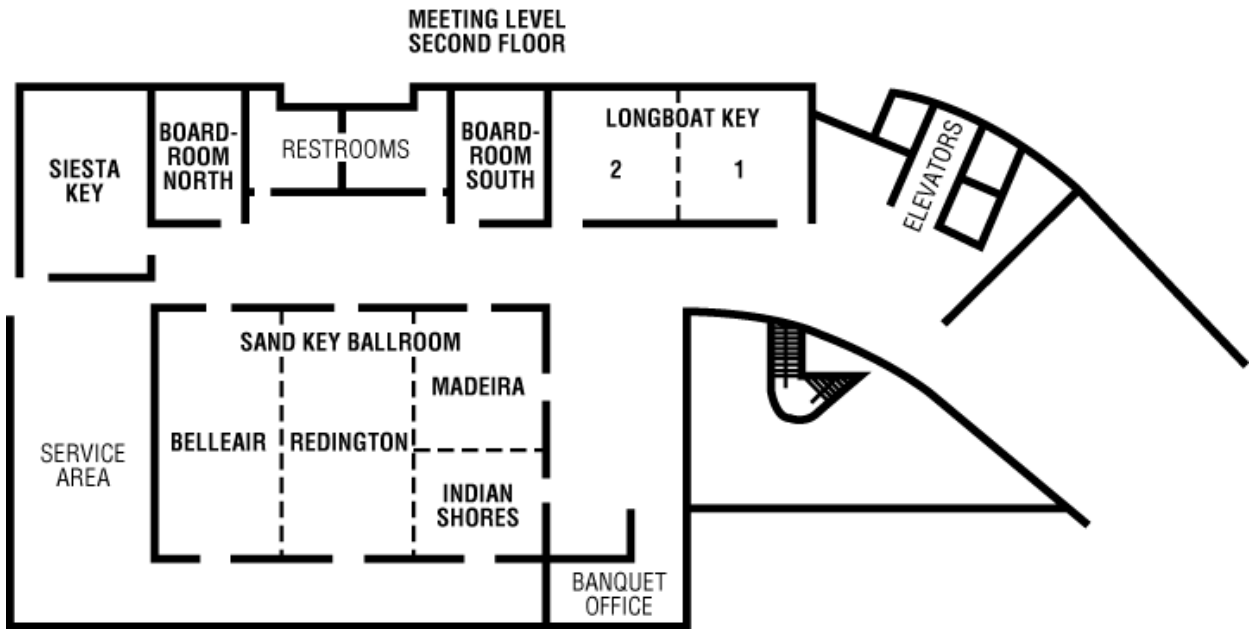 MEETING LEVEL
SECOND FLOOR
SIESTA
KEY
BOARD-
ROOM
NORTH
RESTROOMS
BOARD-
ROOM
SOUTH
LONGBOAT KEY
2
1
ELEVATORS
SAND KEY BALLROOM
MADEIRA
BELLEAIR
REDINGTON
INDIAN
SHORES
SERVICE
AREA
BANQUET
OFFICE